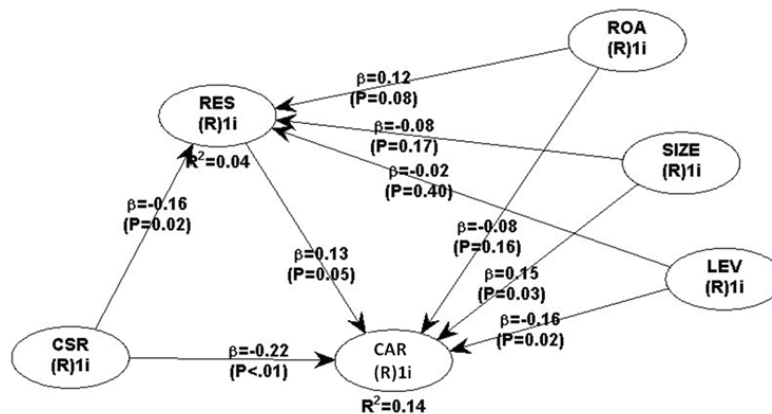 ROA
(R)1i
β=0.12
(P=0.08)
RES
(R)1i
R²=0.04
β=-0.08
(P=0.17)
SIZE
(R)1i
β=-0.02
(P=0.40)
β=-0.16
(P=0.02)
β=-0.08
(P=0.16)
β=0.13
(P=0.05)
β=0.15
(P=0.03)
LEV
(R)1i
β=-0.16
(P=0.02)
CSR
(R)1i
β=-0.22
(P<.01)
CAR
(R)1i
R²=0.14